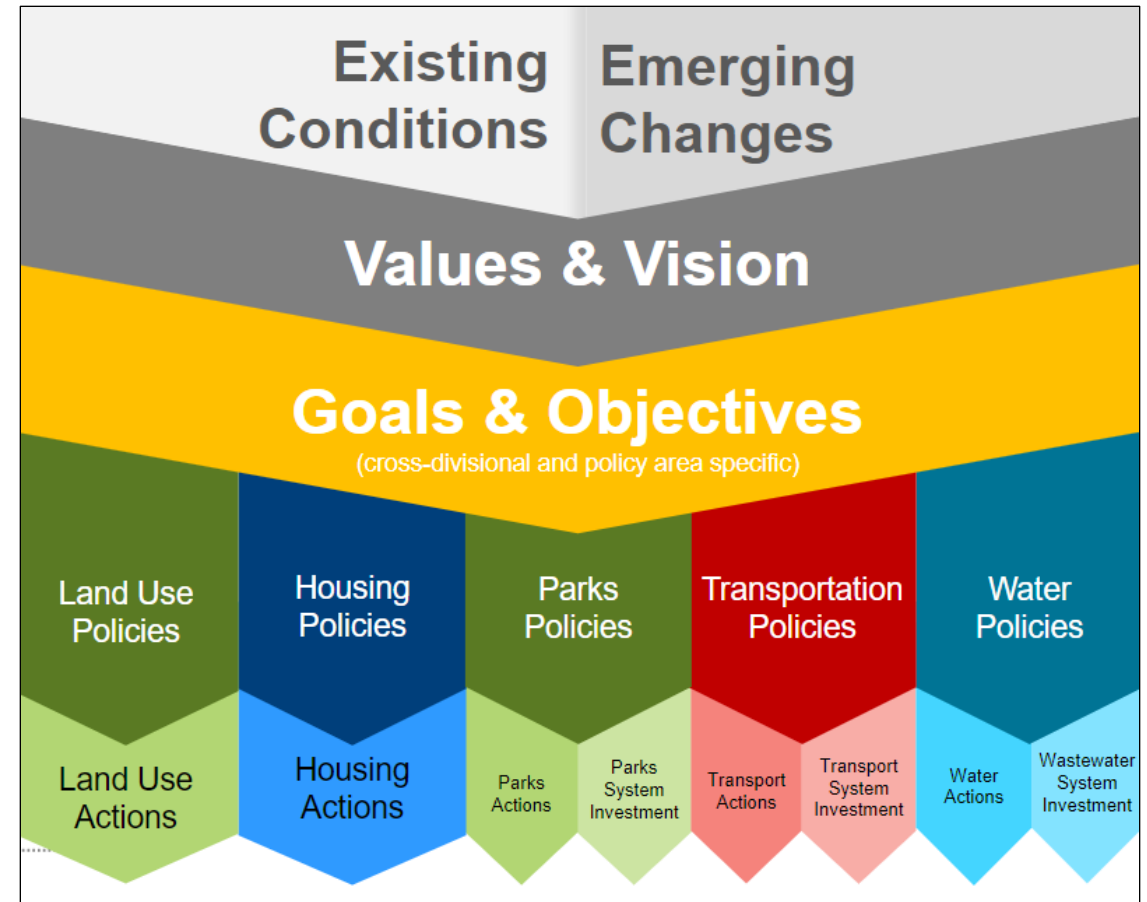 Existing
Conditions
Emerging
Changes
Values & Vision
Goals & Objectives
(cross-divisional and policy area specific)
Land Use
Policies
Housing
Policies
Parks
Policies
Transportation
Policies
Water
Policies
Land Use
Actions
Housing
Actions
Parks
Actions
Parks
System
Investment
Transport
Actions
Transport
System
Investment
Water
Actions
Wastewater
System
Investment